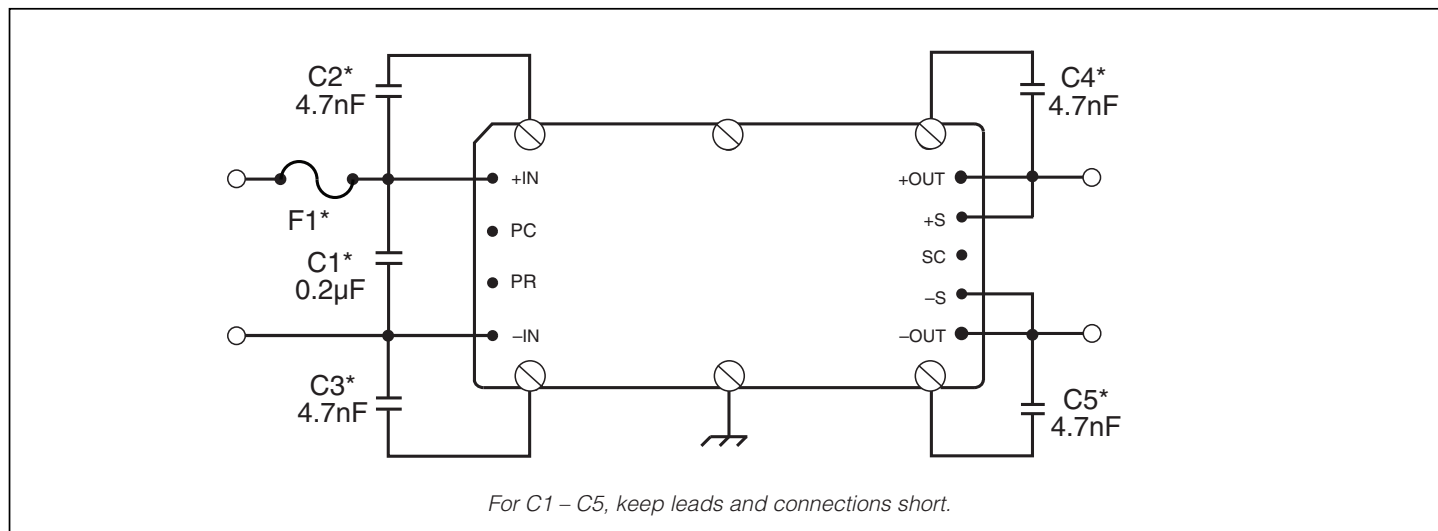 C2*
4.7nF
C4*
4.7nF
+IN
+OUT
F1*
+S
PC
C1*
0.2µF
SC
PR
–S
–IN
–OUT
C3*
4.7nF
C5*
4.7nF
For C1 – C5, keep leads and connections short.